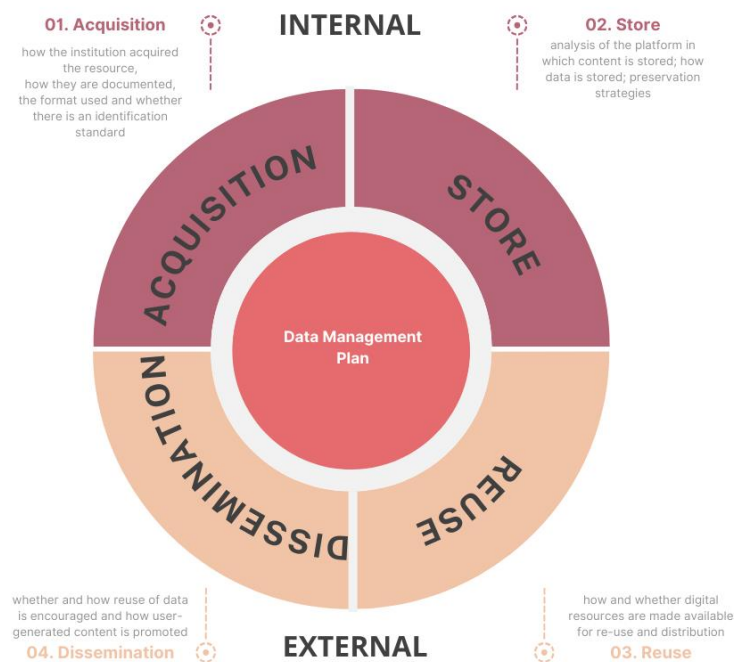 INTERNAL
01. Acquisition
how the institution acquired
the resource,
how they are documented,
the format used and whether
there is an identification
standard
02. Store
analysis of the platform in
which content is stored; how
data is stored; preservation
strategies
ACQUISITION
STORE
Data Management
Plan
DISSEMINATION
REUSE
whether and how reuse of data
is encouraged and how user-
generated content is promoted
04. Dissemination
how and whether digital
resources are made available
for re-use and distribution
03. Reuse
EXTERNAL